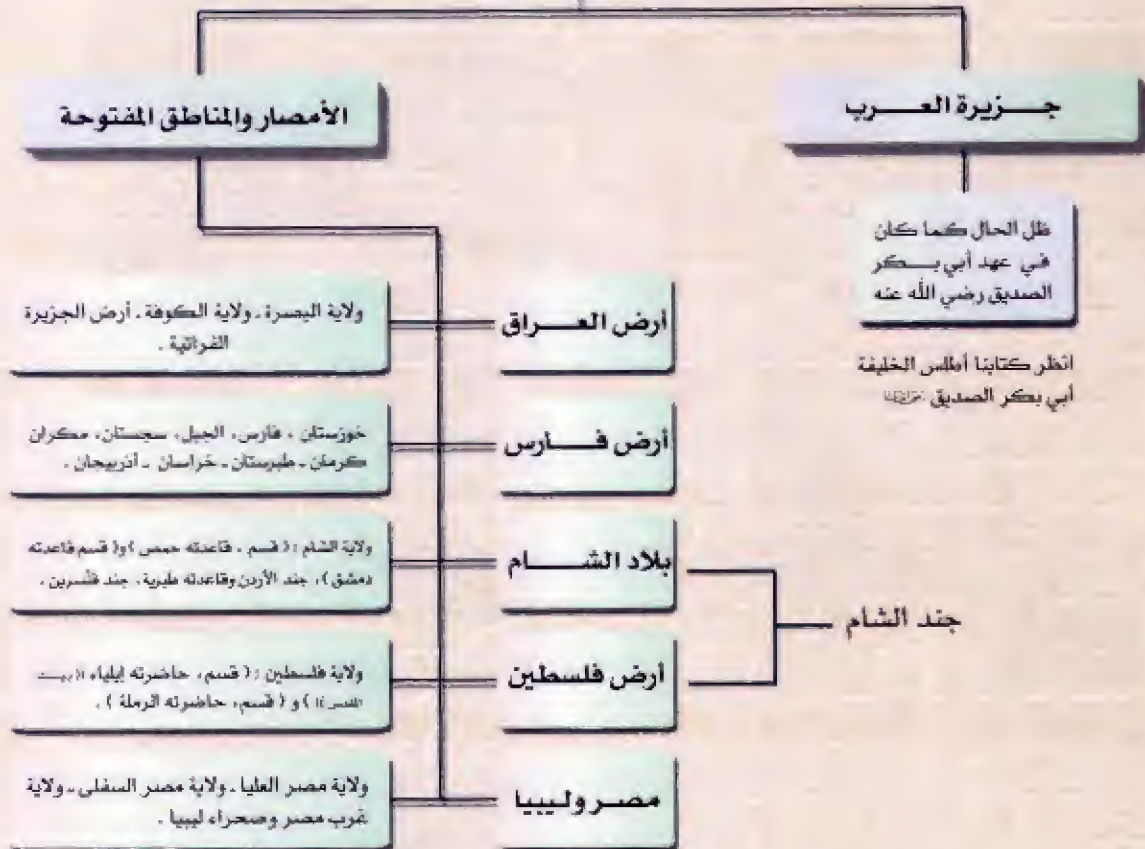 جزيرة العرب
ظل الحال كما كان
في عهد أبي بكر
الصديق رضي الله عنه
انظر كتابنا أطلس الخليفة
أبي بكر الصديق
الأمصار والمناطق المفتوحة
أرض العراق
ولاية البصرة ـ ولاية الكوفة ـ أرض الجزيرة
الفراتية .
أرض فارس
خوزستان ، فارس، الجبل، سجستان، مكران
كرمان ـ طبرستان ـ خراسان ـ أذربيجان .
بلاد الشام
ولاية الشام : ( قسم ، قاعدته حمص ) و( قسم قاعدته
دمشق )، جند الأردن وقاعدته طبرية، جند قنسرين .
جند الشام
أرض فلسطين
ولاية فلسطين : ( قسم، حاضرته إيلياء (( بيت
المقدس )) ) و ( قسم، حاضرته الرملة ) .
مصر وليبيا
ولاية مصر العليا ـ ولاية مصر السفلى ـ ولاية
غرب مصر وصحراء ليبيا .